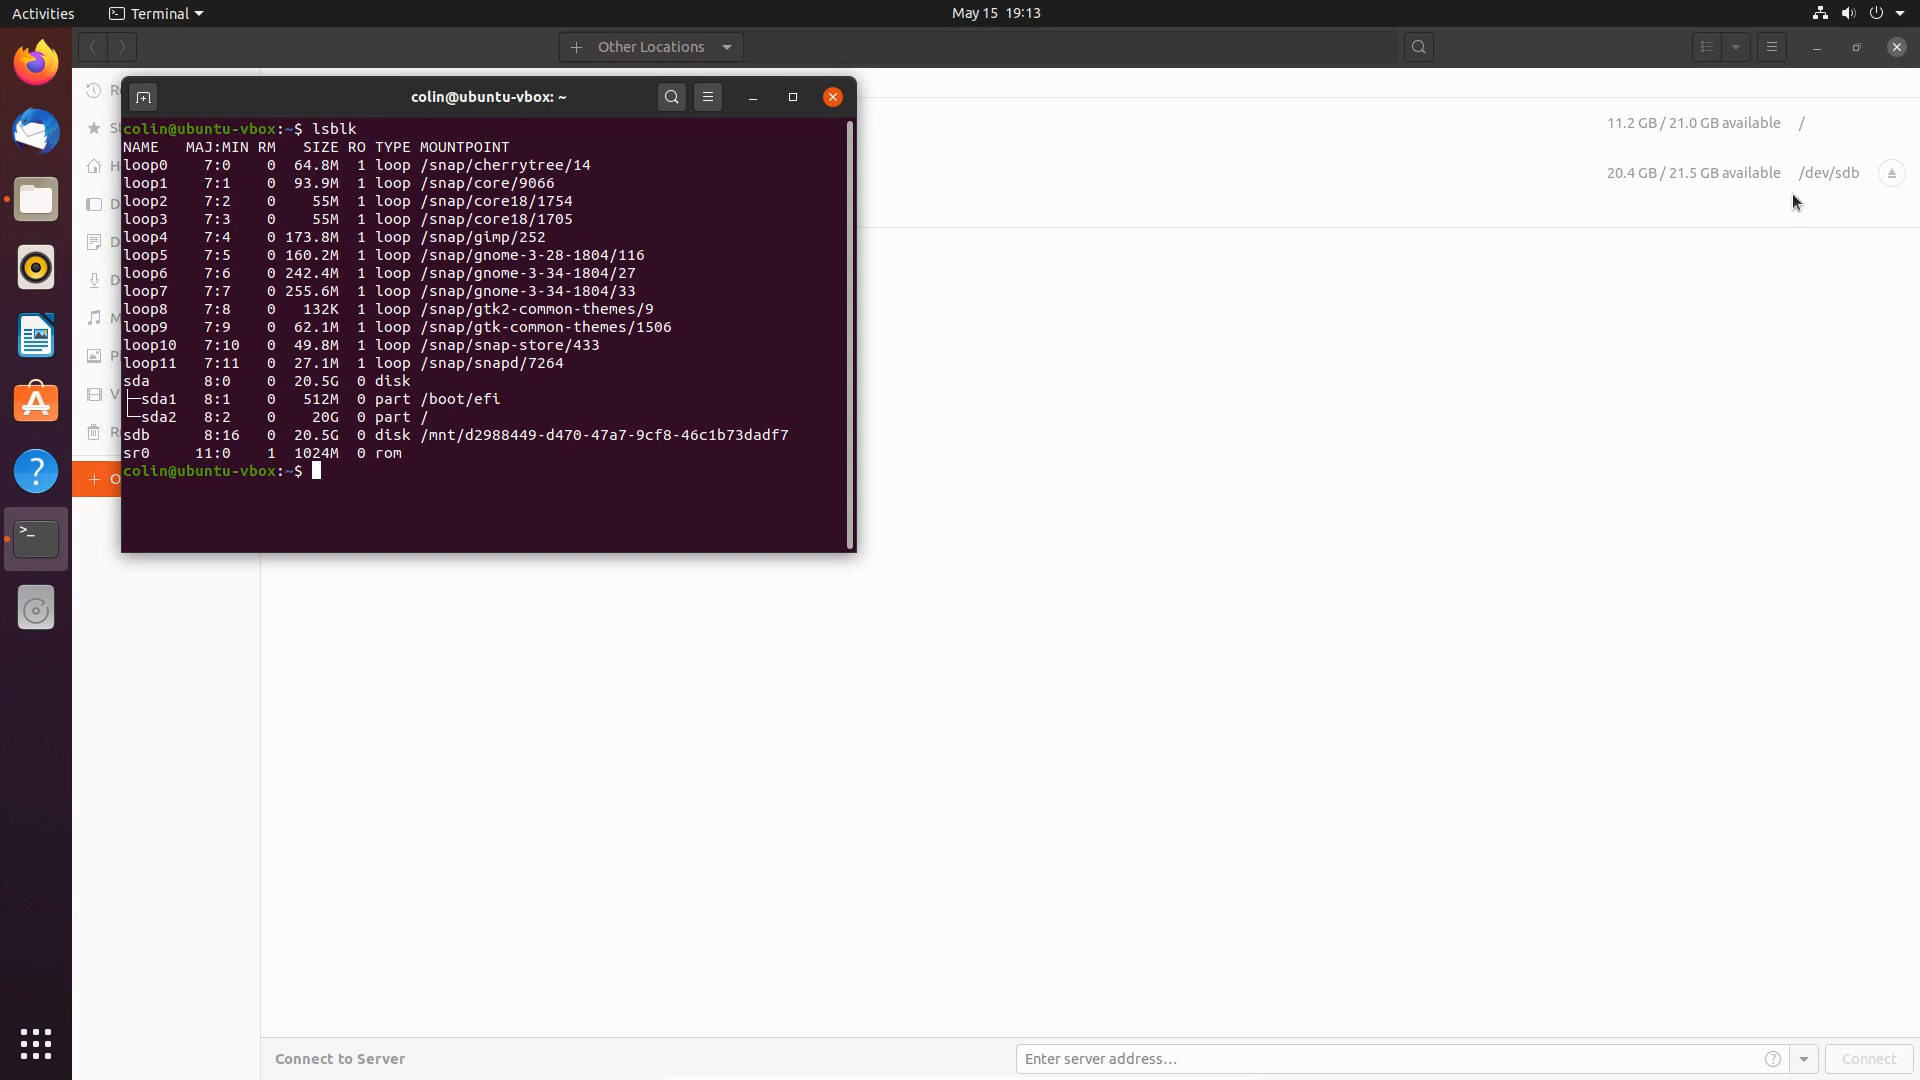 Activities Terminal May 15 19:13
Other Locations
colin@ubuntu-vbox: ~
colin@ubuntu-vbox:~$ lsblk
NAME MAJ:MIN RM SIZE RO TYPE MOUNTPOINT
loop0 7:0 0 64.8M 1 loop /snap/cherrytree/14
loop1 7:1 0 93.9M 1 loop /snap/core/9066
loop2 7:2 0 55M 1 loop /snap/core18/1754
loop3 7:3 0 55M 1 loop /snap/core18/1705
loop4 7:4 0 173.8M 1 loop /snap/gimp/252
loop5 7:5 0 160.2M 1 loop /snap/gnome-3-28-1804/116
loop6 7:6 0 242.4M 1 loop /snap/gnome-3-34-1804/27
loop7 7:7 0 255.6M 1 loop /snap/gnome-3-34-1804/33
loop8 7:8 0 132K 1 loop /snap/gtk2-common-themes/9
loop9 7:9 0 62.1M 1 loop /snap/gtk-common-themes/1506
loop10 7:10 0 49.8M 1 loop /snap/snap-store/433
loop11 7:11 0 27.1M 1 loop /snap/snapd/7264
sda 8:0 0 20.5G 0 disk
├─sda1 8:1 0 512M 0 part /boot/efi
└─sda2 8:2 0 20G 0 part /
sdb 8:16 0 20.5G 0 disk /mnt/d2988449-d470-47a7-9cf8-46c1b73dadf7
sr0 11:0 1 1024M 0 rom
colin@ubuntu-vbox:~$
11.2 GB / 21.0 GB available /
20.4 GB / 21.5 GB available /dev/sdb
Connect to Server Enter server address... Connect